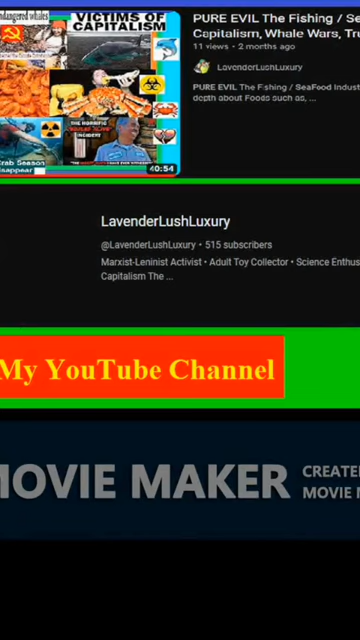 endangered whales
VICTIMS OF
CAPITALISM
THE HORRIFIC
INCIDENT
Crab Season
disappear
40:54
PURE EVIL The Fishing / Se
Capitalism, Whale Wars, Tru
11 views • 2 months ago
LavenderLushLuxury
PURE EVIL The Fishing / SeaFood Indust
depth about Foods such as, ...
LavenderLushLuxury
@LavenderLushLuxury • 515 subscribers
Marxist-Leninist Activist • Adult Toy Collector • Science Enthus
Capitalism The ...
My YouTube Channel
MOVIE MAKER
CREATE
MOVIE M